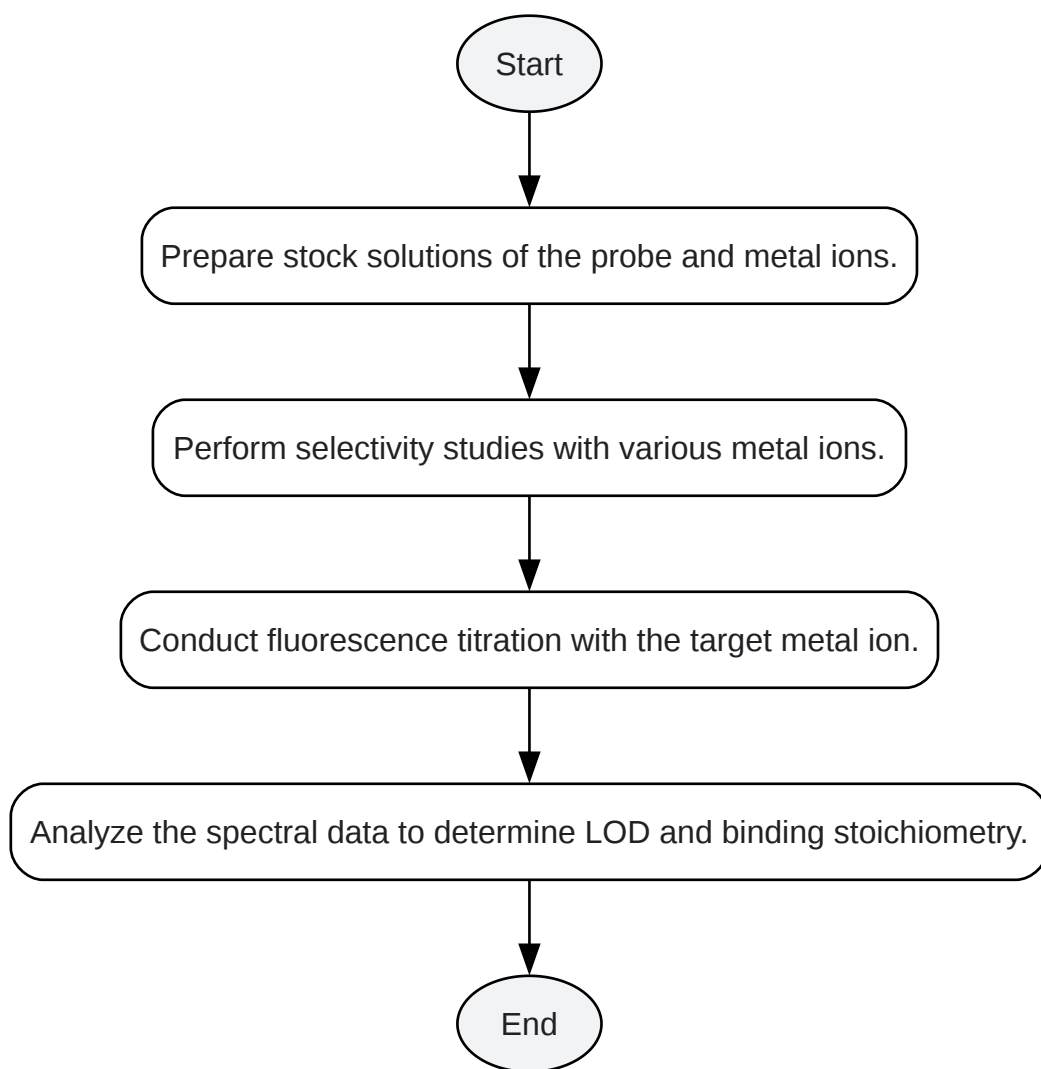 Start
Prepare stock solutions of the probe and metal ions.
Perform selectivity studies with various metal ions.
Conduct fluorescence titration with the target metal ion.
Analyze the spectral data to determine LOD and binding stoichiometry.
End